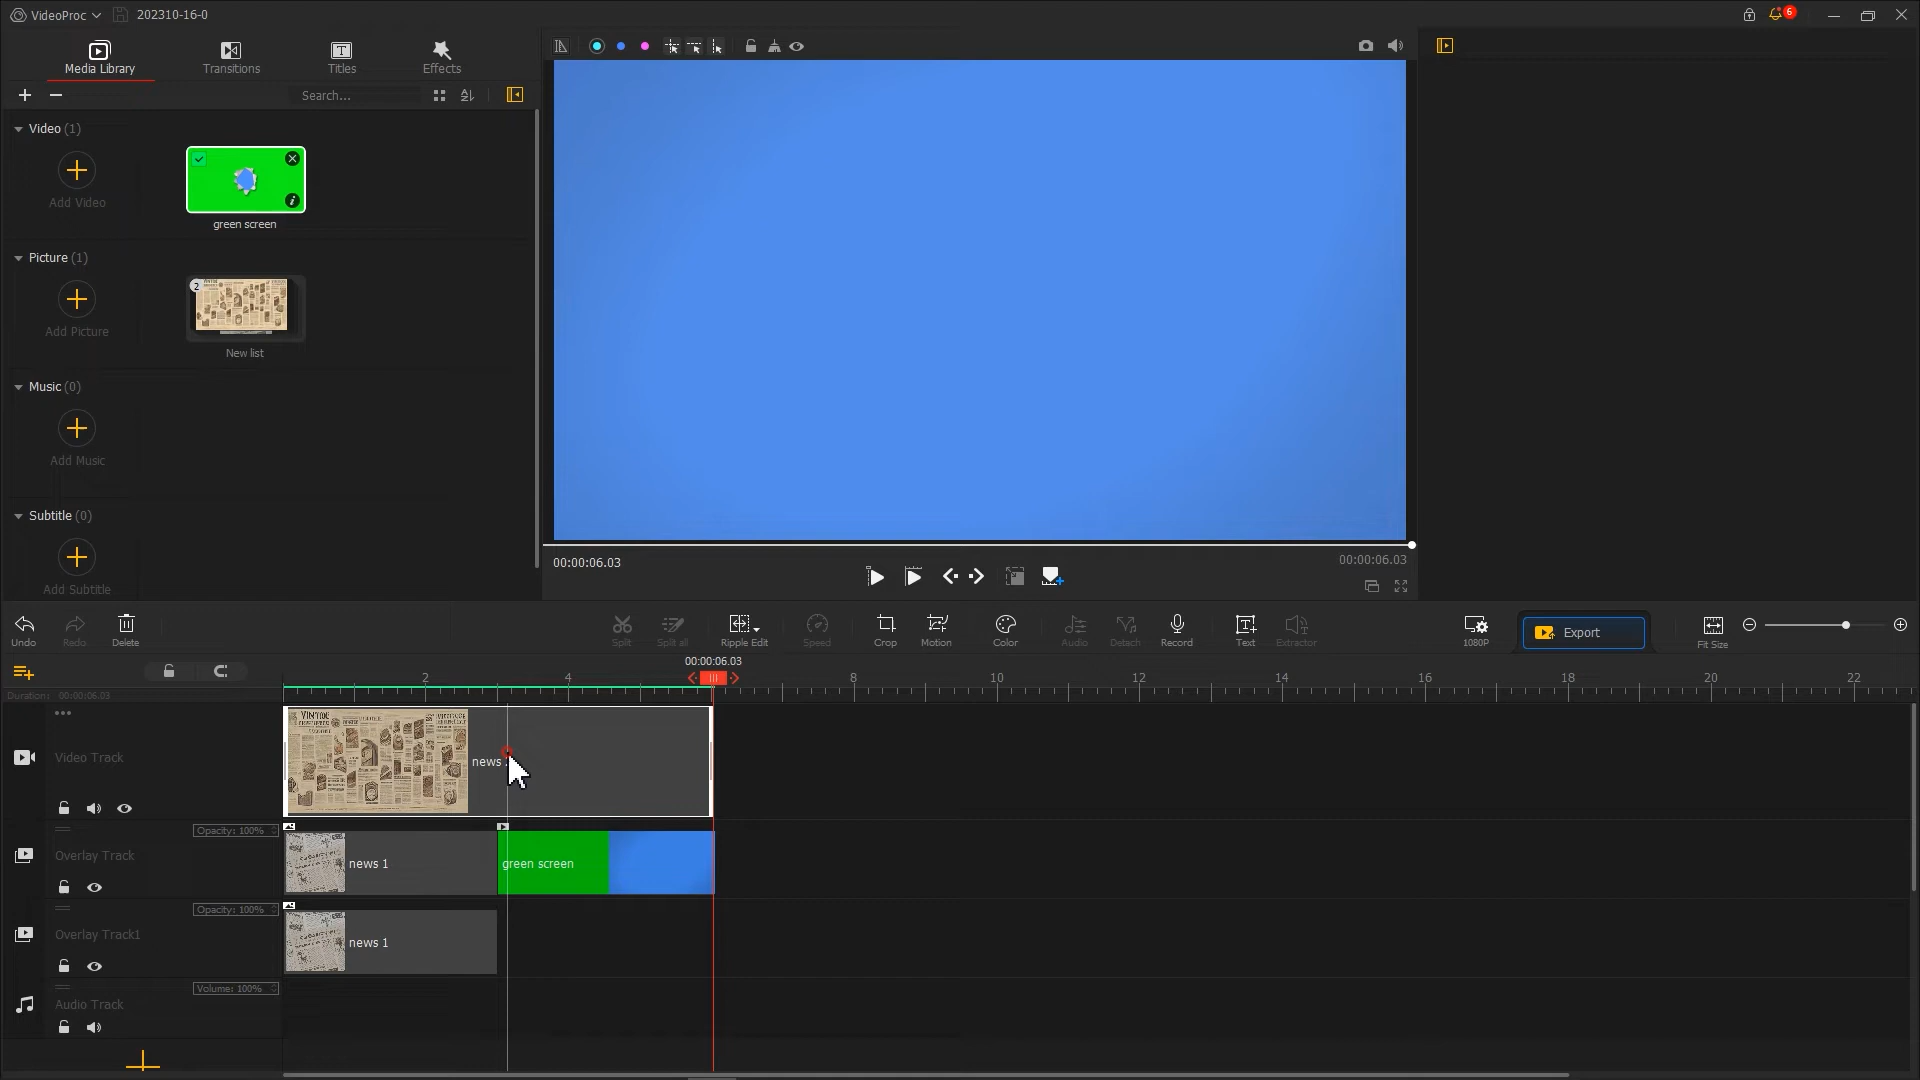 VideoProc
202310-16-0
6
Media Library
Transitions
Titles
Effects
Search...
Video (1)
Add Video
green screen
Picture (1)
Add Picture
2
New list
Music (0)
Add Music
Subtitle (0)
Add Subtitle
00:00:06.03
00:00:06.03
Undo
Redo
Delete
Split
Split all
Ripple Edit
Speed
Crop
Motion
Color
Audio
Detach
Record
Text
Extractor
1080P
Export
Fit Size
00:00:06.03
2
4
8
10
12
14
16
18
20
22
Duration: 00:00:06.03
Video Track
VINTAGE
news
Opacity: 100%
Overlay Track
news 1
green screen
Opacity: 100%
Overlay Track1
news 1
Volume: 100%
Audio Track